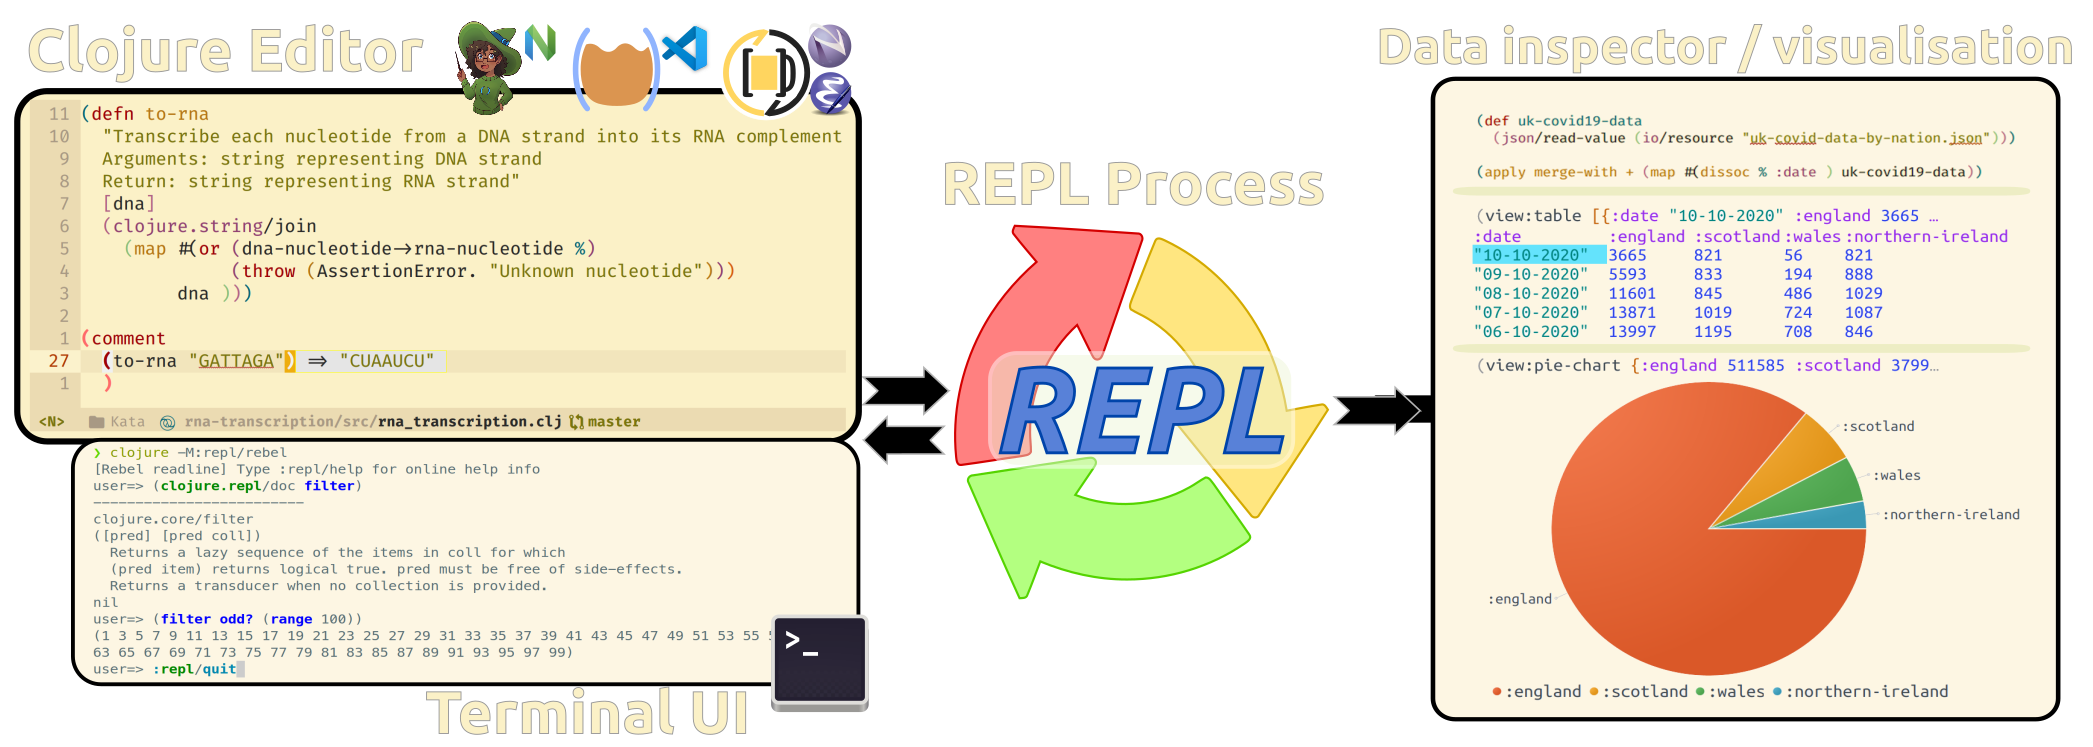 Clojure Editor
11 (defn to-rna
10 "Transcribe each nucleotide from a DNA strand into its RNA complement
9 Arguments: string representing DNA strand
8 Return: string representing RNA strand"
7 [dna]
6 (clojure.string/join
5 (map #(or (dna-nucleotide→rna-nucleotide %)
4 (throw (AssertionError. "Unknown nucleotide")))
3 dna )))
2
1 (comment
27 (to-rna "GATTAGA") ⇒ "CUAAUCU"
1 )
<N> Kata rna-transcription/src/rna_transcription.clj master
❯ clojure -M:repl/rebel
[Rebel readline] Type :repl/help for online help info
user=> (clojure.repl/doc filter)
-------------------------
clojure.core/filter
([pred] [pred coll])
Returns a lazy sequence of the items in coll for which
(pred item) returns logical true. pred must be free of side-effects.
Returns a transducer when no collection is provided.
nil
user=> (filter odd? (range 100))
(1 3 5 7 9 11 13 15 17 19 21 23 25 27 29 31 33 35 37 39 41 43 45 47 49 51 53 55
63 65 67 69 71 73 75 77 79 81 83 85 87 89 91 93 95 97 99)
user=> :repl/quit
>_
Terminal UI
REPL Process
REPL
Data inspector / visualisation
(def uk-covid19-data
(json/read-value (io/resource "uk-covid-data-by-nation.json")))
(apply merge-with + (map #(dissoc % :date ) uk-covid19-data))
(view:table [{:date "10-10-2020" :england 3665 …
:date :england :scotland :wales :northern-ireland
"10-10-2020" 3665 821 56 821
"09-10-2020" 5593 833 194 888
"08-10-2020" 11601 845 486 1029
"07-10-2020" 13871 1019 724 1087
"06-10-2020" 13997 1195 708 846
(view:pie-chart {:england 511585 :scotland 3799…
:scotland
:wales
:northern-ireland
:england
:england :scotland :wales :northern-ireland